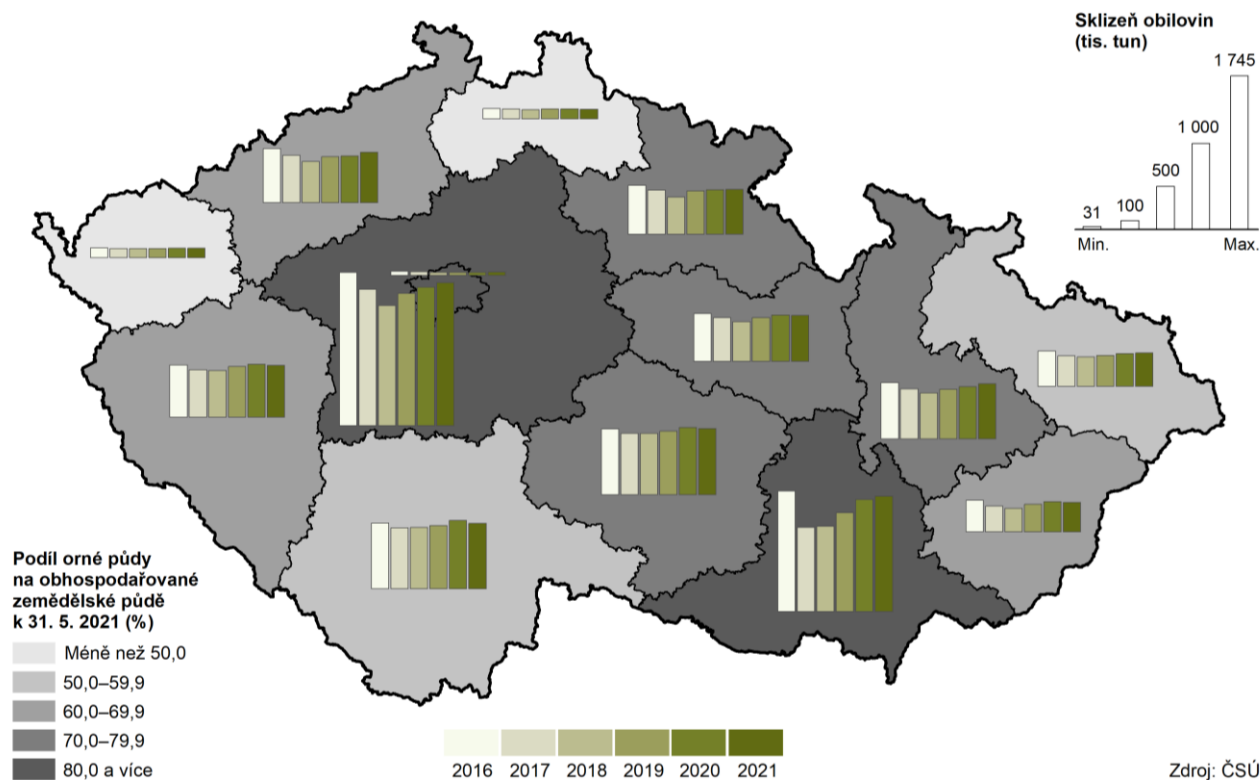 Sklizeň obilovin
(tis. tun)
1 745
1 000
500
100
31
Min.
Max.
Podíl orné půdy
na obhospodařované
zemědělské půdě
k 31. 5. 2021 (%)
Méně než 50,0
50,0–59,9
60,0–69,9
70,0–79,9
80,0 a více
2016 2017 2018 2019 2020 2021
Zdroj: ČSÚ